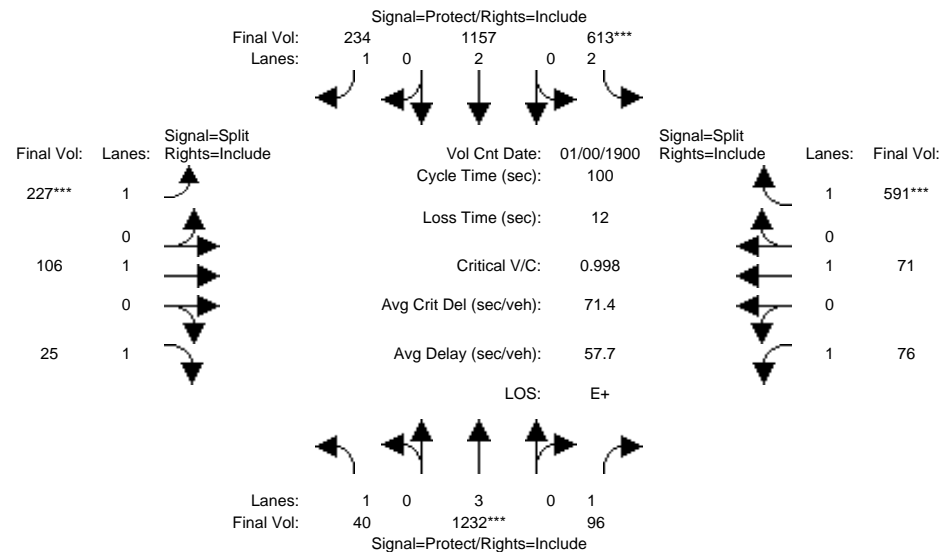 Signal=Protect/Rights=Include
Final Vol: 234 1157 613***
Lanes: 1 0 2 0 2
Signal=Split
Final Vol: Lanes: Rights=Include
Vol Cnt Date: 01/00/1900
Signal=Split
Rights=Include Lanes: Final Vol:
Cycle Time (sec): 100
227*** 1
1 591***
Loss Time (sec): 12
0
0
106 1
Critical V/C: 0.998
1 71
0
Avg Crit Del (sec/veh): 71.4
0
25 1
Avg Delay (sec/veh): 57.7
1 76
LOS: E+
Lanes: 1 0 3 0 1
Final Vol: 40 1232*** 96
Signal=Protect/Rights=Include